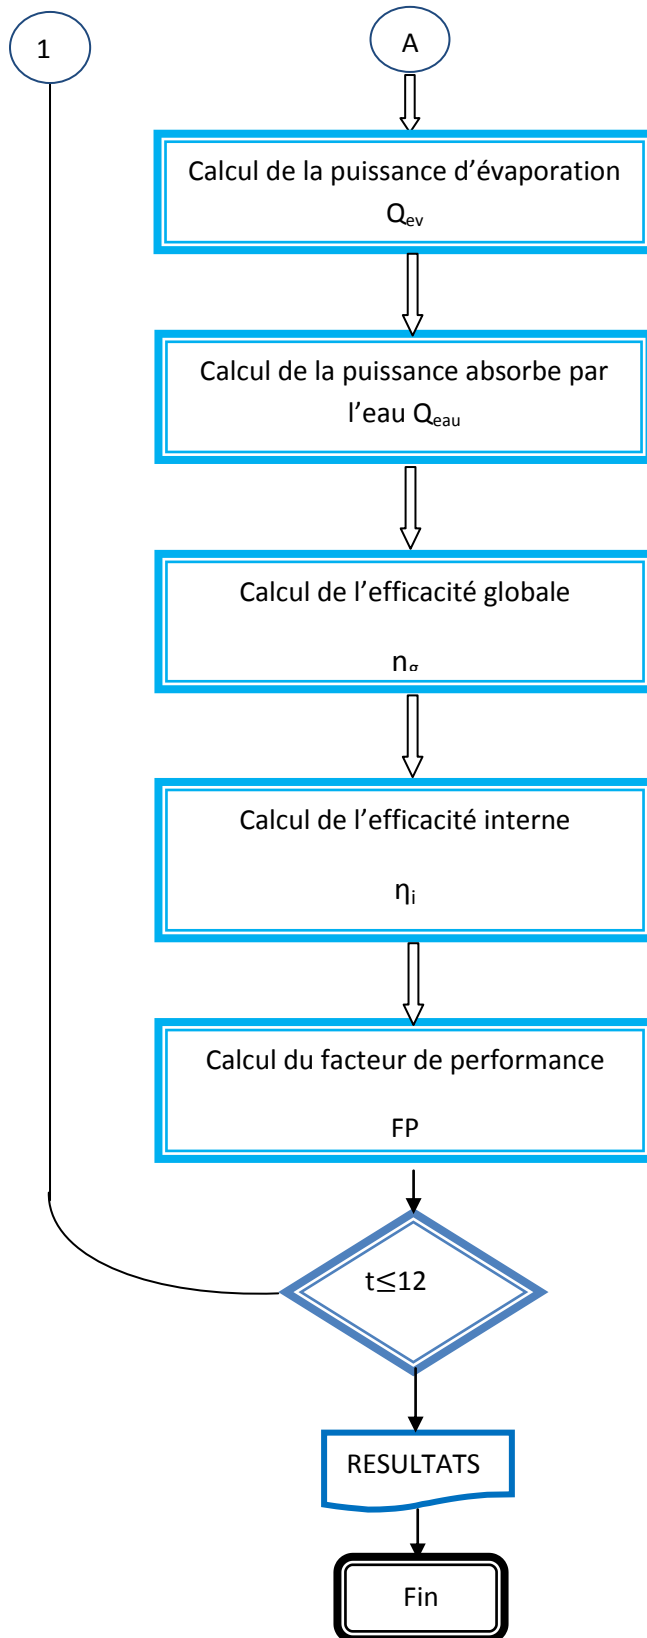 1
A
Calcul de la puissance d’évaporation
Qev
Calcul de la puissance absorbe par
l’eau Qeau
Calcul de l’efficacité globale
ng
Calcul de l’efficacité interne
ηi
Calcul du facteur de performance
FP
t≤12
RESULTATS
Fin